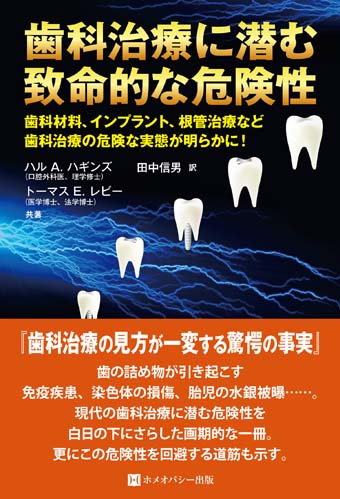 歯科治療に潜む
致命的な危険性
歯科材料、インプラント、根管治療など
歯科治療の危険な実態が明らかに!
ハル A. ハギンズ
(口腔外科医、理学修士)
田中信男 訳
トーマス E. レビー
(医学博士、法学博士)
共著
『歯科治療の見方が一変する驚愕の事実』
歯の詰め物が引き起こす
免疫疾患、染色体の損傷、胎児の水銀被曝……。
現代の歯科治療に潜む危険性を
白日の下にさらした画期的な一冊。
更にこの危険性を回避する道筋も示す。
ホメオパシー出版